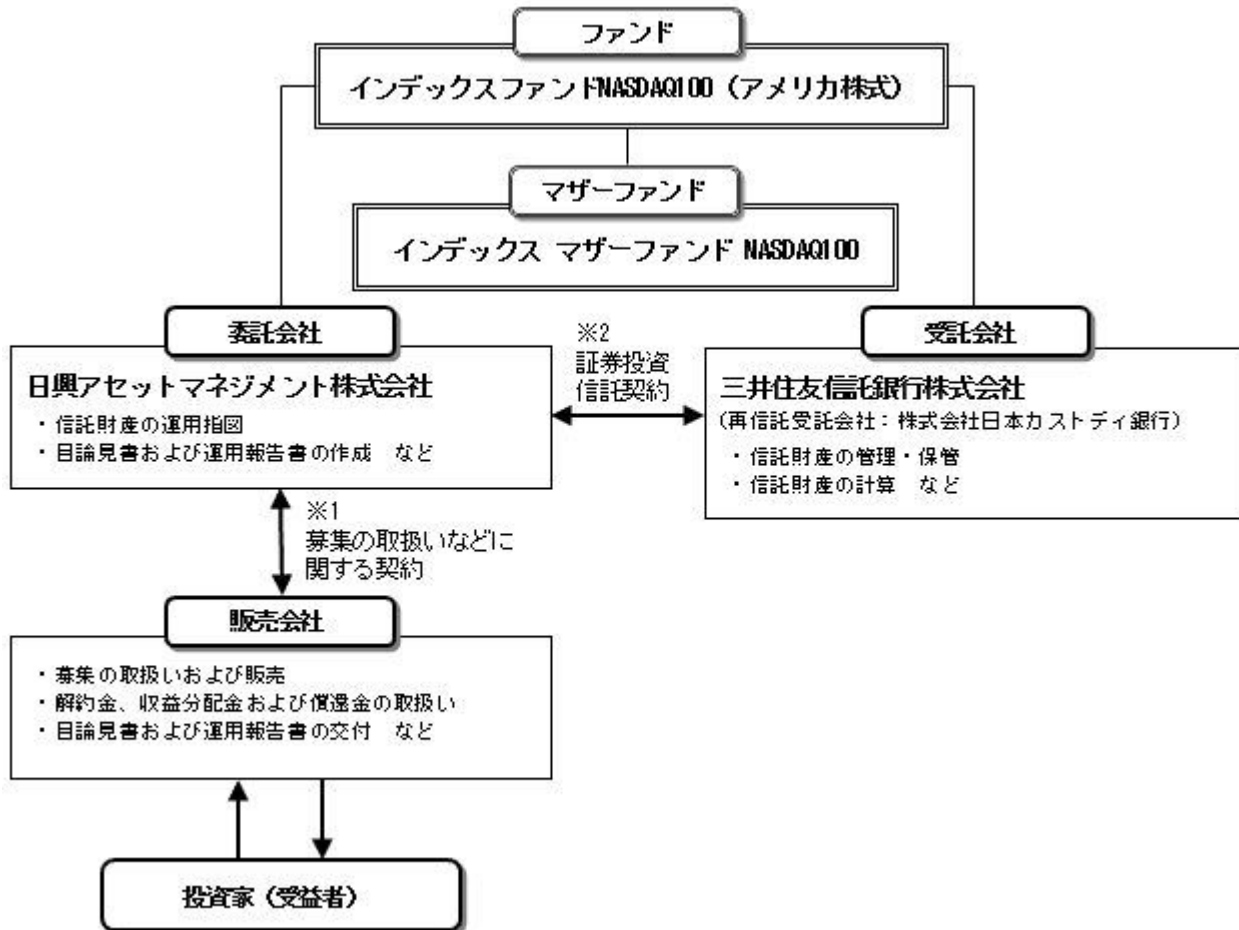 ファンド
インデックスファンドNASDAQ100（アメリカ株式）
マザーファンド
インデックス マザーファンド NASDAQ100
委託会社
日興アセットマネジメント株式会社
・信託財産の運用指図
・目論見書および運用報告書の作成　など
※2
証券投資
信託契約
受託会社
三井住友信託銀行株式会社
（再信託受託会社：株式会社日本カストディ銀行）
・信託財産の管理・保管
・信託財産の計算　など
※1
募集の取扱いなどに
関する契約
販売会社
・募集の取扱いおよび販売
・解約金、収益分配金および償還金の取扱い
・目論見書および運用報告書の交付　など
投資家（受益者）